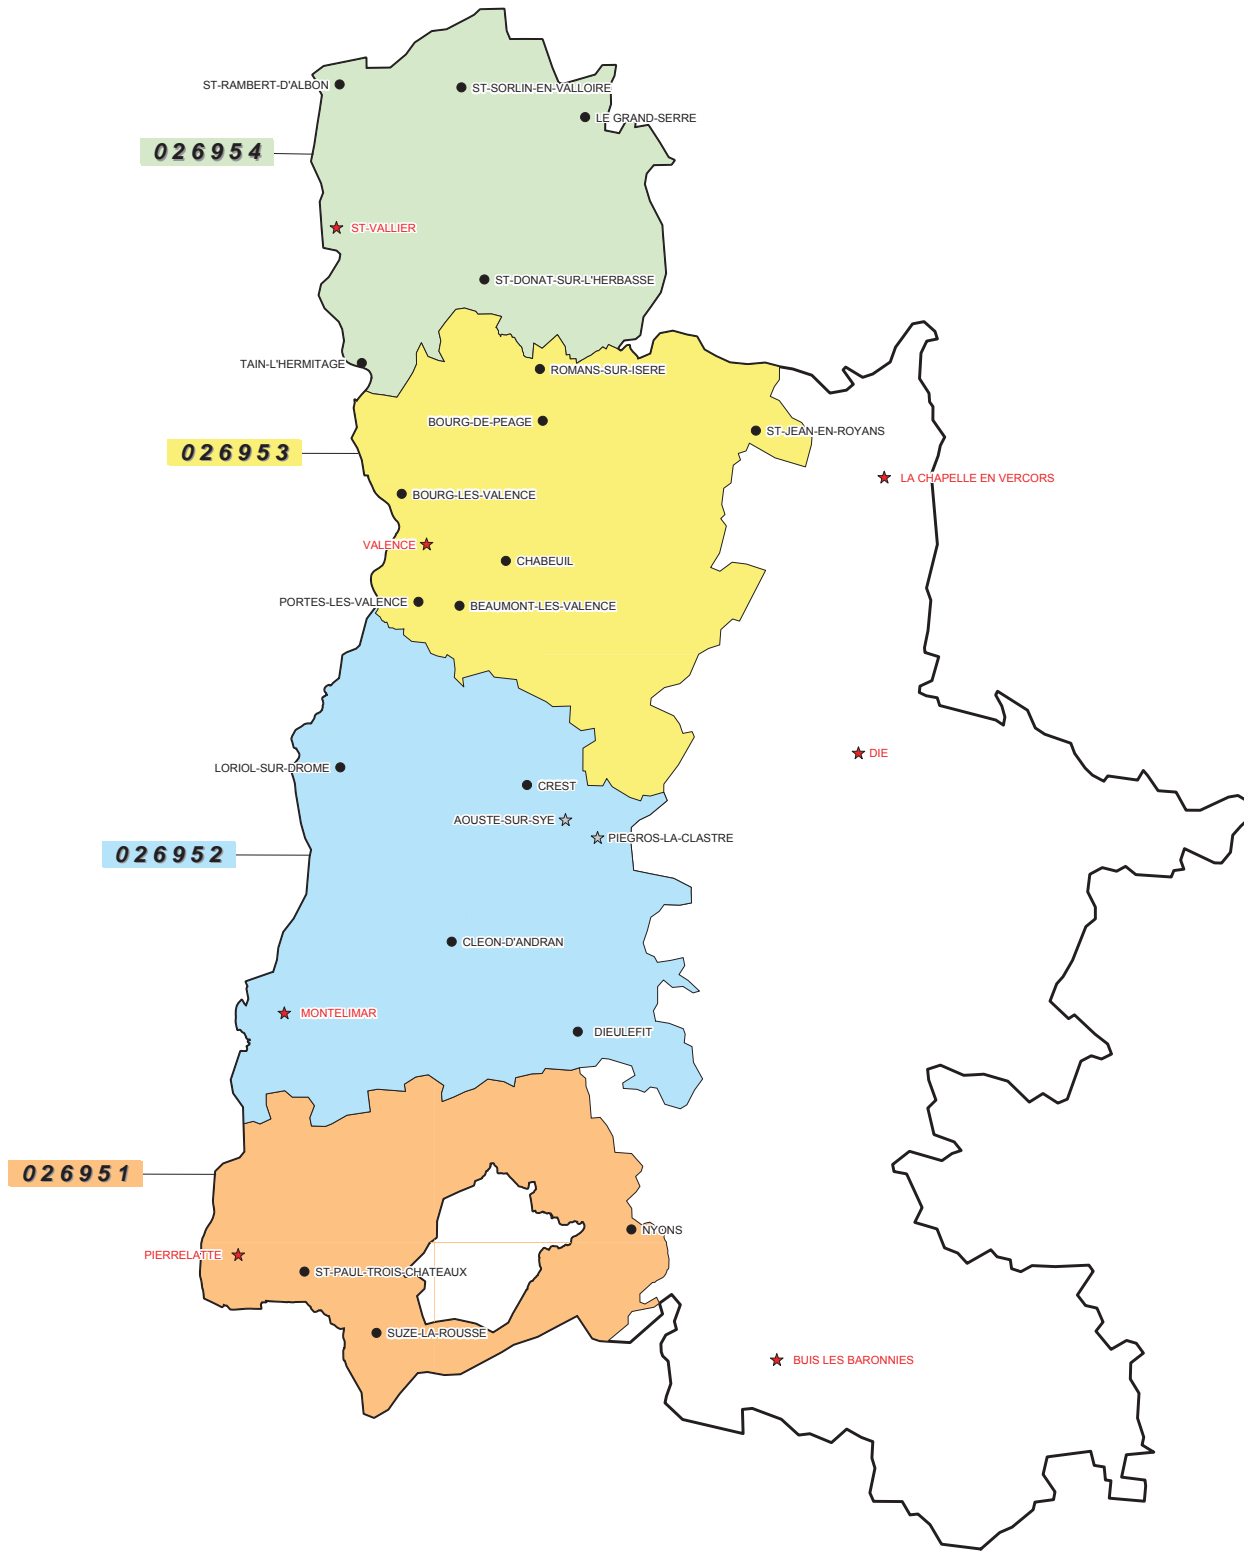 ST-RAMBERT-D'ALBON
ST-SORLIN-EN-VALLOIRE
LE GRAND-SERRE
026954
ST-VALLIER
ST-DONAT-SUR-L'HERBASSE
TAIN-L'HERMITAGE
ROMANS-SUR-ISERE
BOURG-DE-PEAGE
ST-JEAN-EN-ROYANS
026953
LA CHAPELLE EN VERCORS
BOURG-LES-VALENCE
VALENCE
CHABEUIL
PORTES-LES-VALENCE
BEAUMONT-LES-VALENCE
DIE
LORIOL-SUR-DROME
CREST
AOUSTE-SUR-SYE
PIEGROS-LA-CLASTRE
026952
CLEON-D'ANDRAN
MONTELIMAR
DIEULEFIT
026951
NYONS
PIERRELATTE
ST-PAUL-TROIS-CHATEAUX
SUZE-LA-ROUSSE
BUIS LES BARONNIES